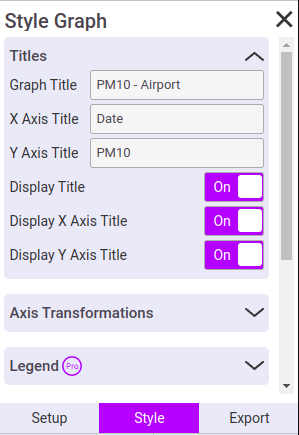 Style Graph
Titles
Graph Title PM10 - Airport
X Axis Title Date
Y Axis Title PM10
Display Title On
Display X Axis Title On
Display Y Axis Title On
Axis Transformations
Legend Pro
Setup Style Export